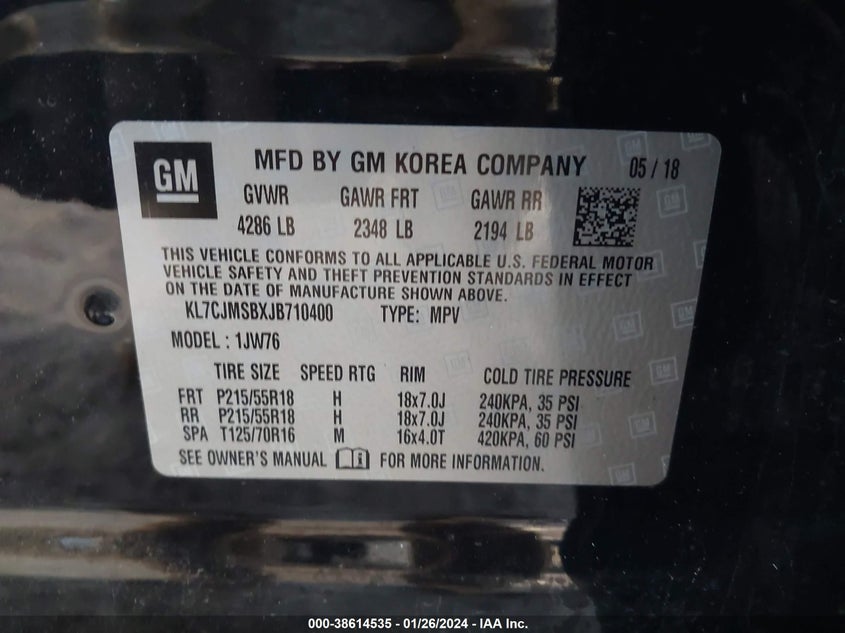 GM MFD BY GM KOREA COMPANY 05 / 18
GVWR GAWR FRT GAWR RR
4286 LB 2348 LB 2194 LB
THIS VEHICLE CONFORMS TO ALL APPLICABLE U.S. FEDERAL MOTOR
VEHICLE SAFETY AND THEFT PREVENTION STANDARDS IN EFFECT
ON THE DATE OF MANUFACTURE SHOWN ABOVE.
KL7CJMSBXJB710400 TYPE: MPV
MODEL : 1JW76
TIRE SIZE SPEED RTG RIM COLD TIRE PRESSURE
FRT P215/55R18 H 18x7.0J 240KPA, 35 PSI
RR P215/55R18 H 18x7.0J 240KPA, 35 PSI
SPA T125/70R16 M 16x4.0T 420KPA, 60 PSI
SEE OWNER'S MANUAL FOR MORE INFORMATION.
000-38614535 - 01/26/2024 - IAA Inc.